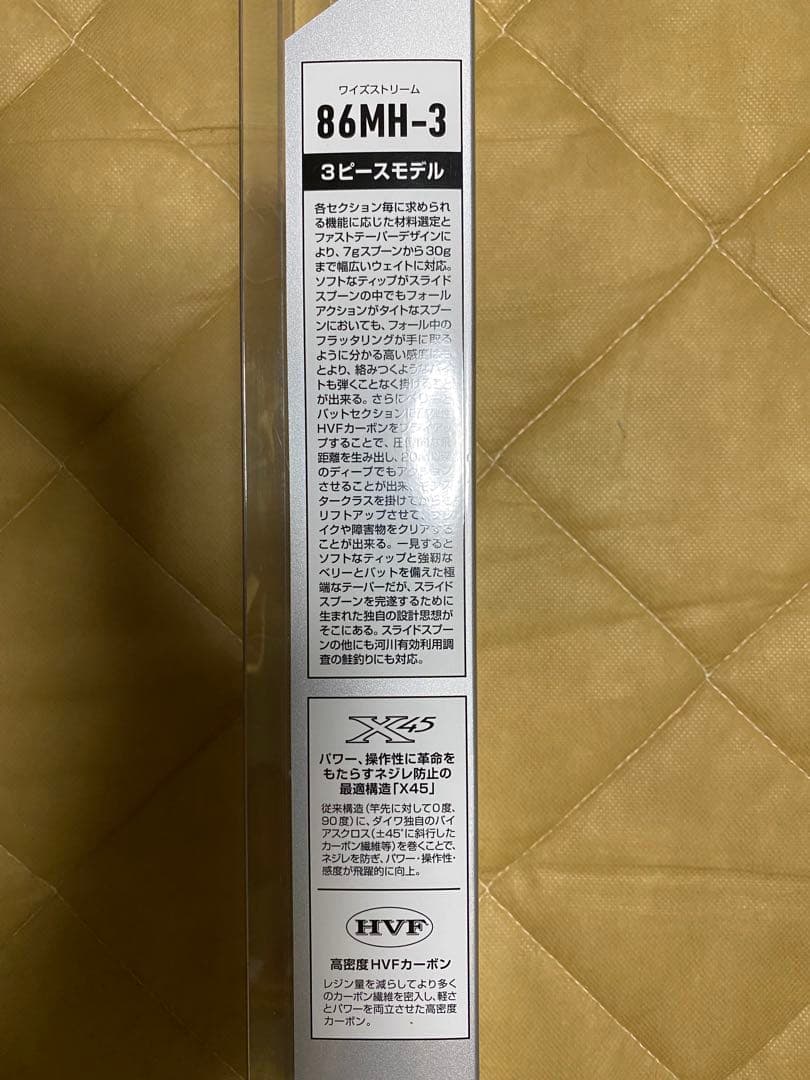 ワイズストリーム
86MH-3
3ピースモデル
各セクション毎に求められ
る機能に応じた材料選定と
ファストテーパーデザインに
より、7gスプーンから30g
まで幅広いウェイトに対応。
ソフトなティップがスライド
スプーンの中でもフォール
アクションがタイトなスプー
ンにおいても、フォール中の
フラッタリングが手に取る
ように分かる高い感度は
とより、絡みつくような
トも弾くことなく掛けること
が出来る。さらにベリーと
バットセクションに
HVFカーボンを
プすることで、圧
距離を生み出し、
のディープでもア
させることが出来、モンス
タークラスを掛けてから
リフトアップさせて、ブレ
イクや障害物をクリアする
ことが出来る。一見すると
ソフトなティップと強靭な
ベリーとバットを備えた極
端なテーパーだが、スライド
スプーンを完遂するために
生まれた独自の設計思想が
そこにある。スライドスプー
ンの他にも河川有効利用調
査の鮭釣りにも対応。
X45
パワー、操作性に革命を
もたらすネジレ防止の
最適構造「X45」
従来構造(竿先に対して0度、
90度)に、ダイワ独自のバイ
アスクロス(±45°に斜行した
カーボン繊維等)を巻くことで、
ネジレを防ぎ、パワー・操作性・
感度が飛躍的に向上。
HVF
高密度HVFカーボン
レジン量を減らしてより多く
のカーボン繊維を密入し、軽さ
とパワーを両立させた高密度
カーボン。